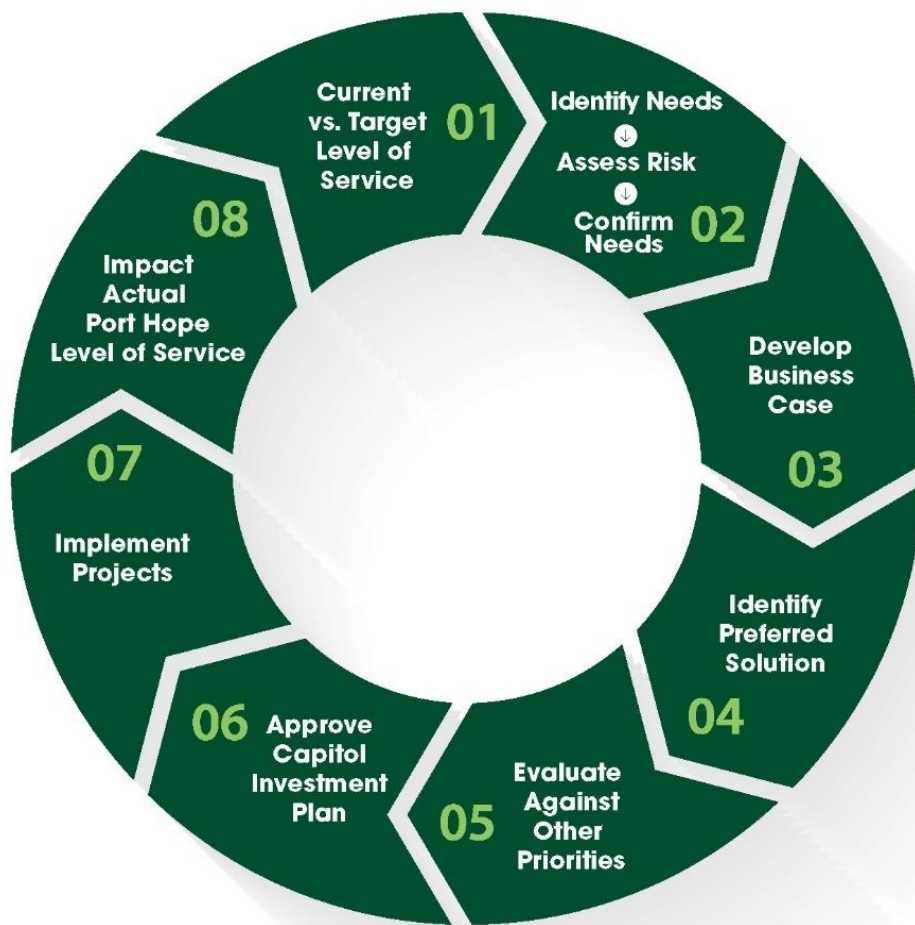 Current
vs. Target
Level of
Service
01
Identify Needs
↓
Assess Risk
↓
Confirm
Needs
02
Develop
Business
Case
03
Identify
Preferred
Solution
04
Evaluate
Against
Other
Priorities
05
Approve
Capitol
Investment
Plan
06
Implement
Projects
07
Impact
Actual
Port Hope
Level of Service
08